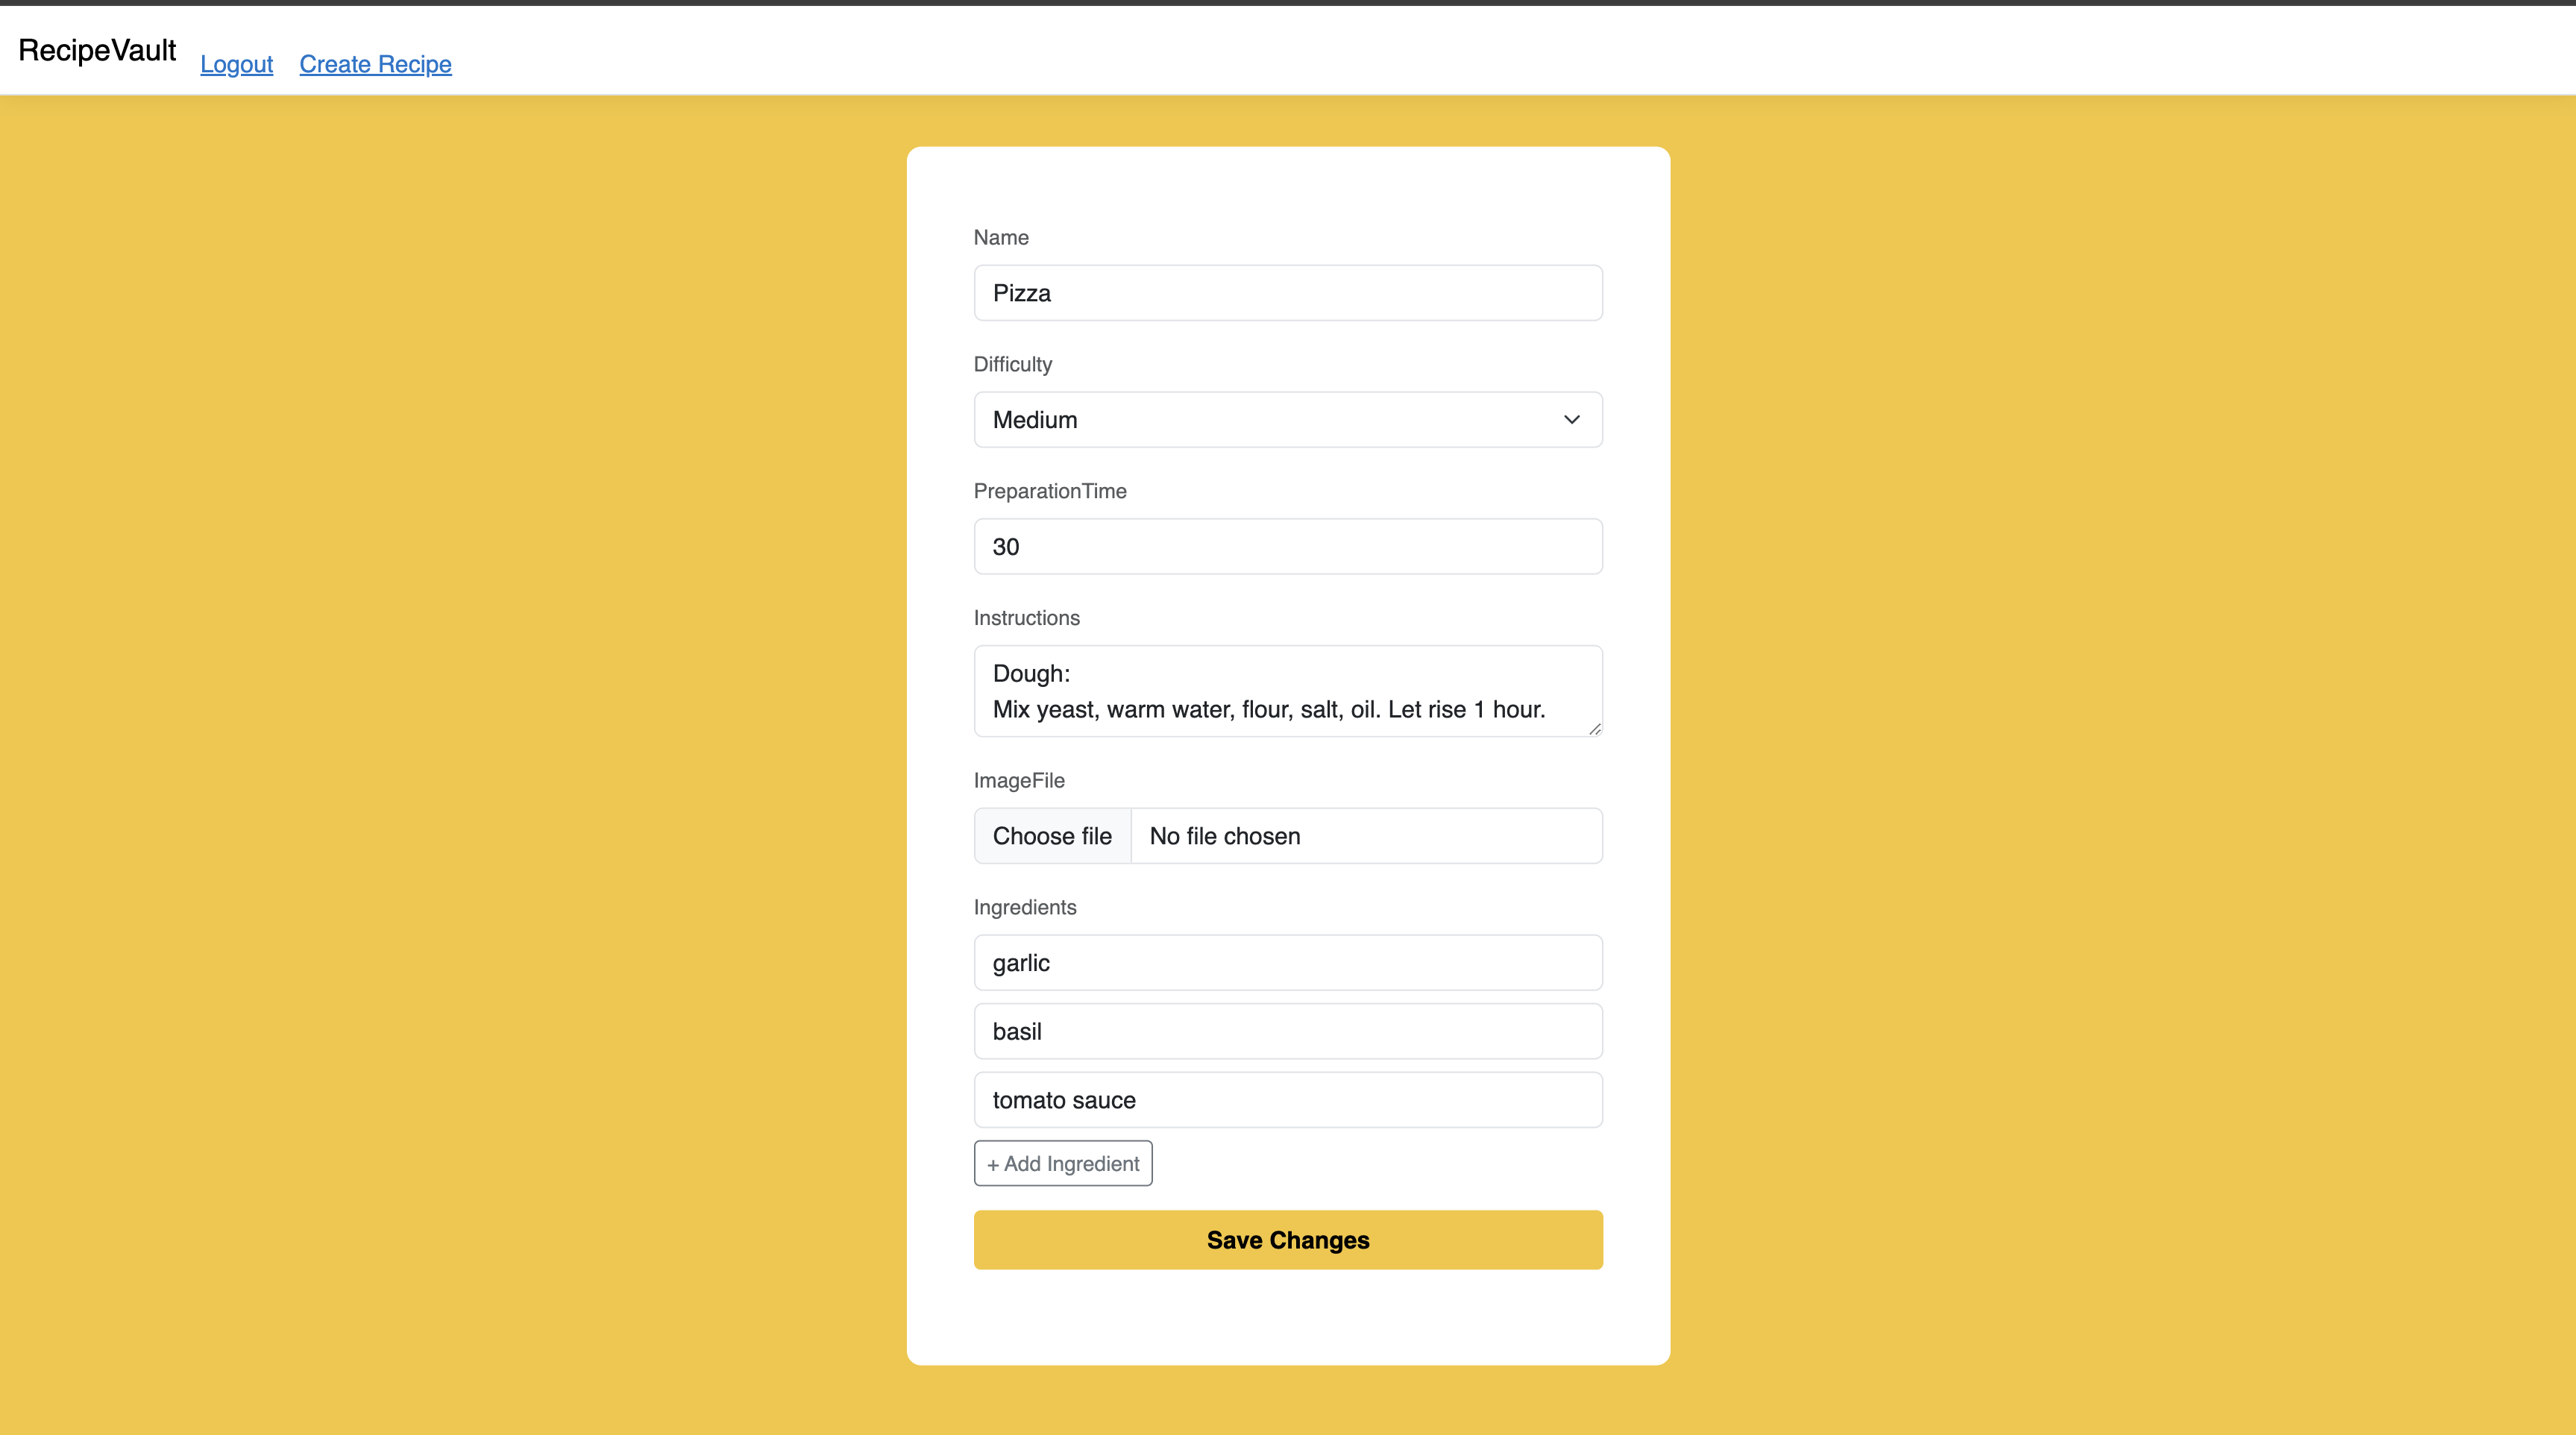 RecipeVault
Logout
Create Recipe
Name
Pizza
Difficulty
Medium
PreparationTime
30
Instructions
Dough:
Mix yeast, warm water, flour, salt, oil. Let rise 1 hour.
ImageFile
Choose file
No file chosen
Ingredients
garlic
basil
tomato sauce
+ Add Ingredient
Save Changes